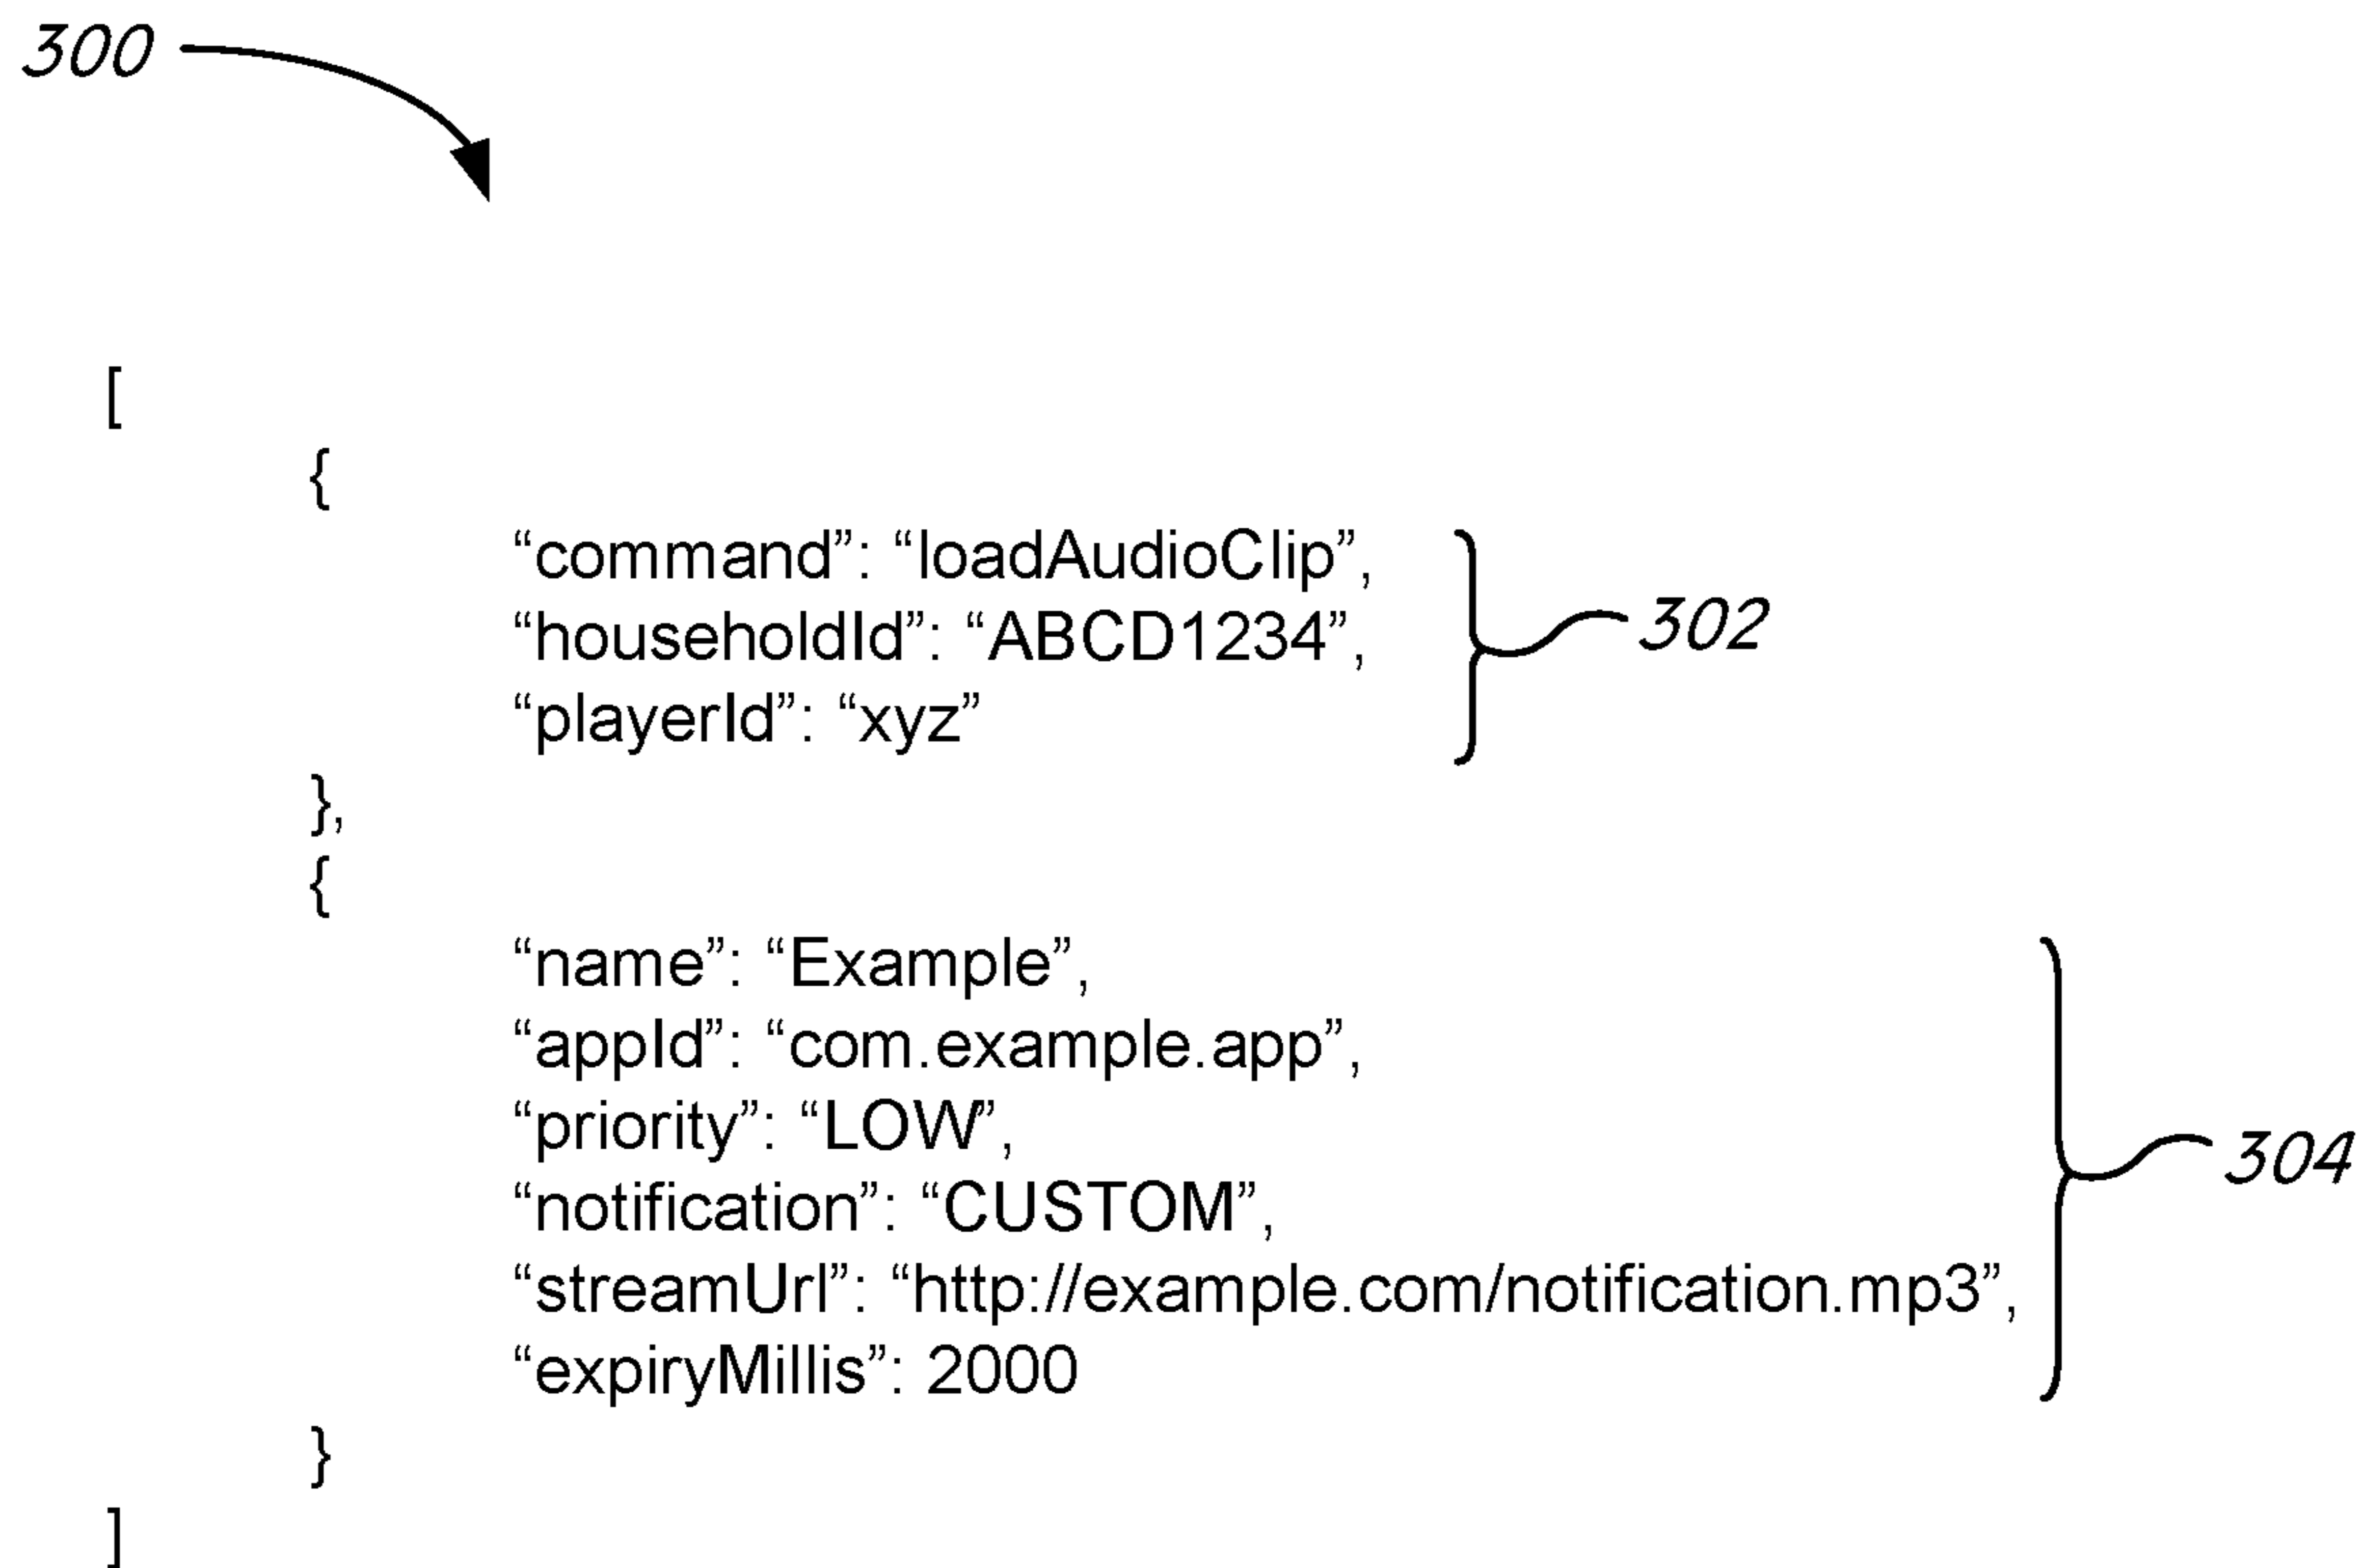 300
[
{
“command”: “loadAudioClip”,
“householdId”: “ABCD1234”,
“playerId”: “xyz”
302
},
{
“name”: “Example”,
“appId”: “com.example.app”,
“priority”: “LOW”,
“notification”: “CUSTOM”,
“streamUrl”: “http://example.com/notification.mp3”,
“expiryMillis”: 2000
304
}
]